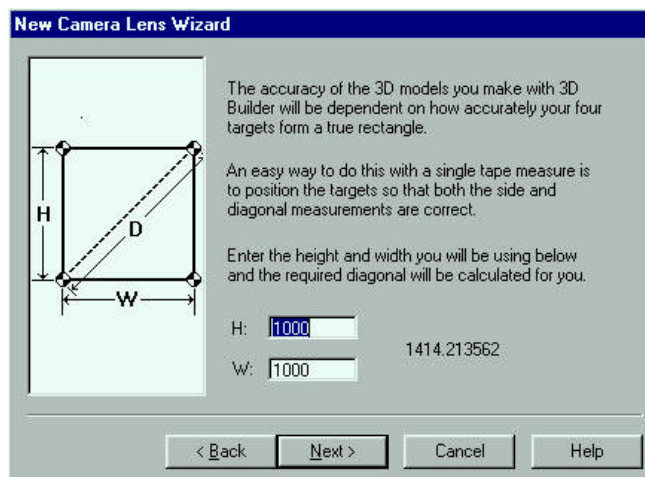 New Camera Lens Wizard
The accuracy of the 3D models you make with 3D
Builder will be dependent on how accurately your four
targets form a true rectangle.
An easy way to do this with a single tape measure is
to position the targets so that both the side and
diagonal measurements are correct.
Enter the height and width you will be using below
and the required diagonal will be calculated for you.
H
D
W
H: 1000
1414.213562
W: 1000
< Back Next > Cancel Help